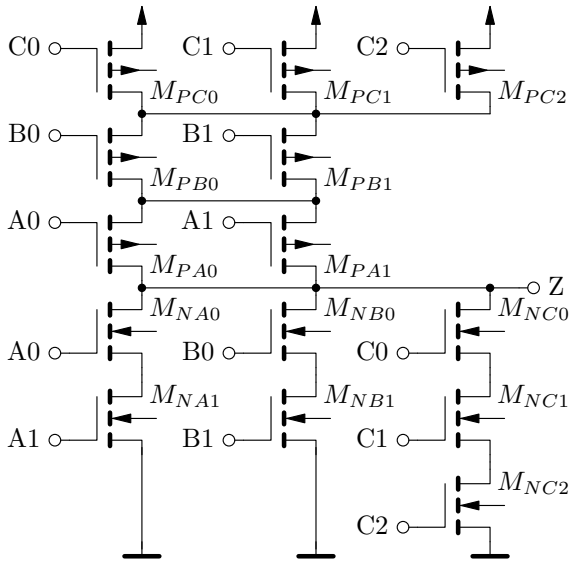 C0 C1 C2
M_{PC0} M_{PC1} M_{PC2}
B0 B1
M_{PB0} M_{PB1}
A0 A1
M_{PA0} M_{PA1} Z
M_{NA0} M_{NB0} M_{NC0}
A0 B0 C0
M_{NA1} M_{NB1} M_{NC1}
A1 B1 C1
M_{NC2}
C2